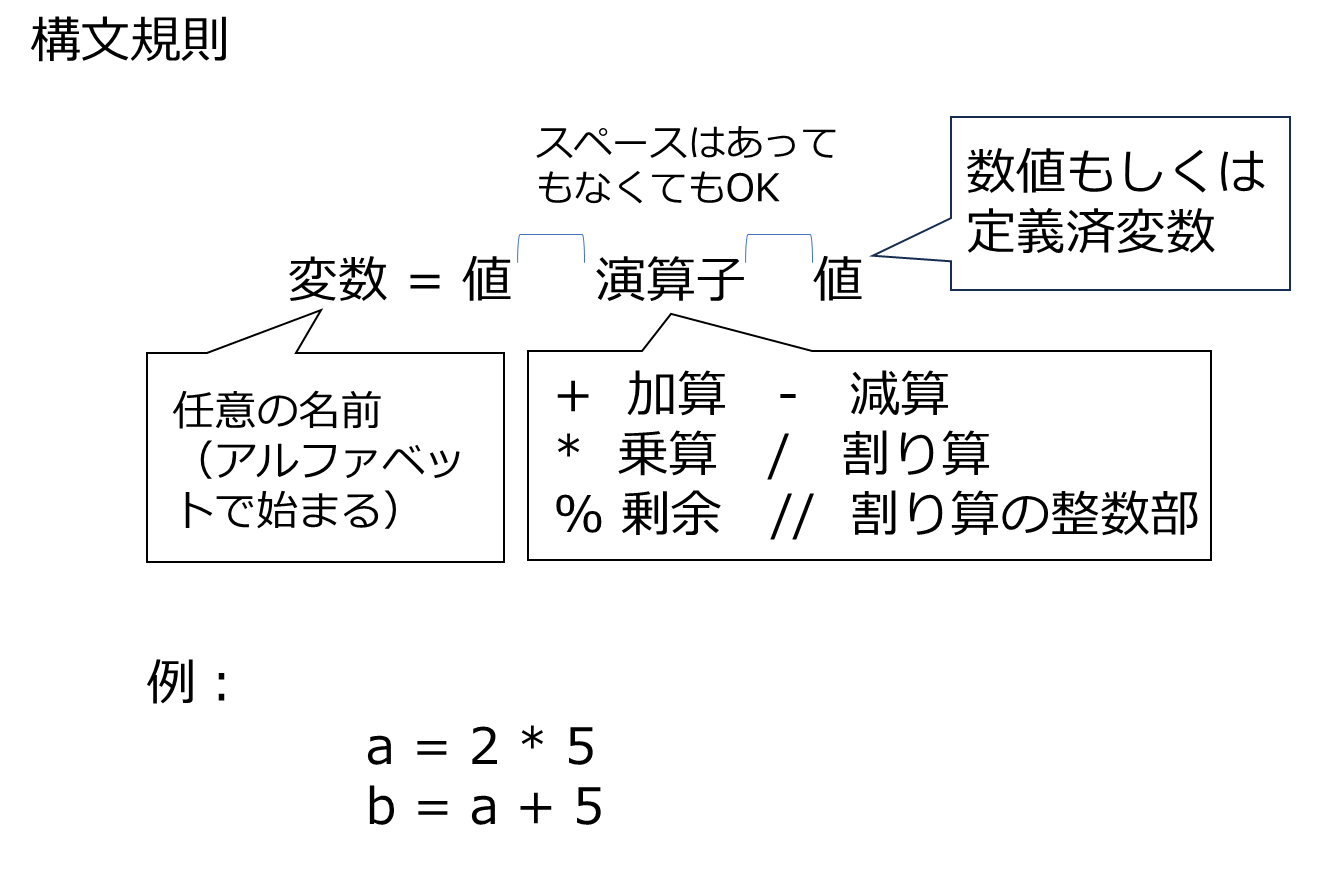 構文規則
スペースはあって
もなくてもOK
数値もしくは
定義済変数
変数 = 値 演算子 値
任意の名前
（アルファベッ
トで始まる）
+ 加算 - 減算
* 乗算 / 割り算
% 剰余 // 割り算の整数部
例：
a = 2 * 5
b = a + 5